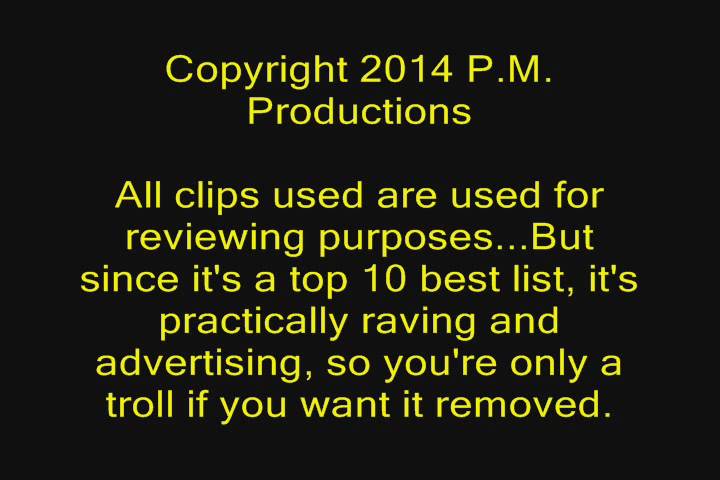 Copyright 2014 P.M.
Productions
All clips used are used for
reviewing purposes...But
since it's a top 10 best list, it's
practically raving and
advertising, so you're only a
troll if you want it removed.